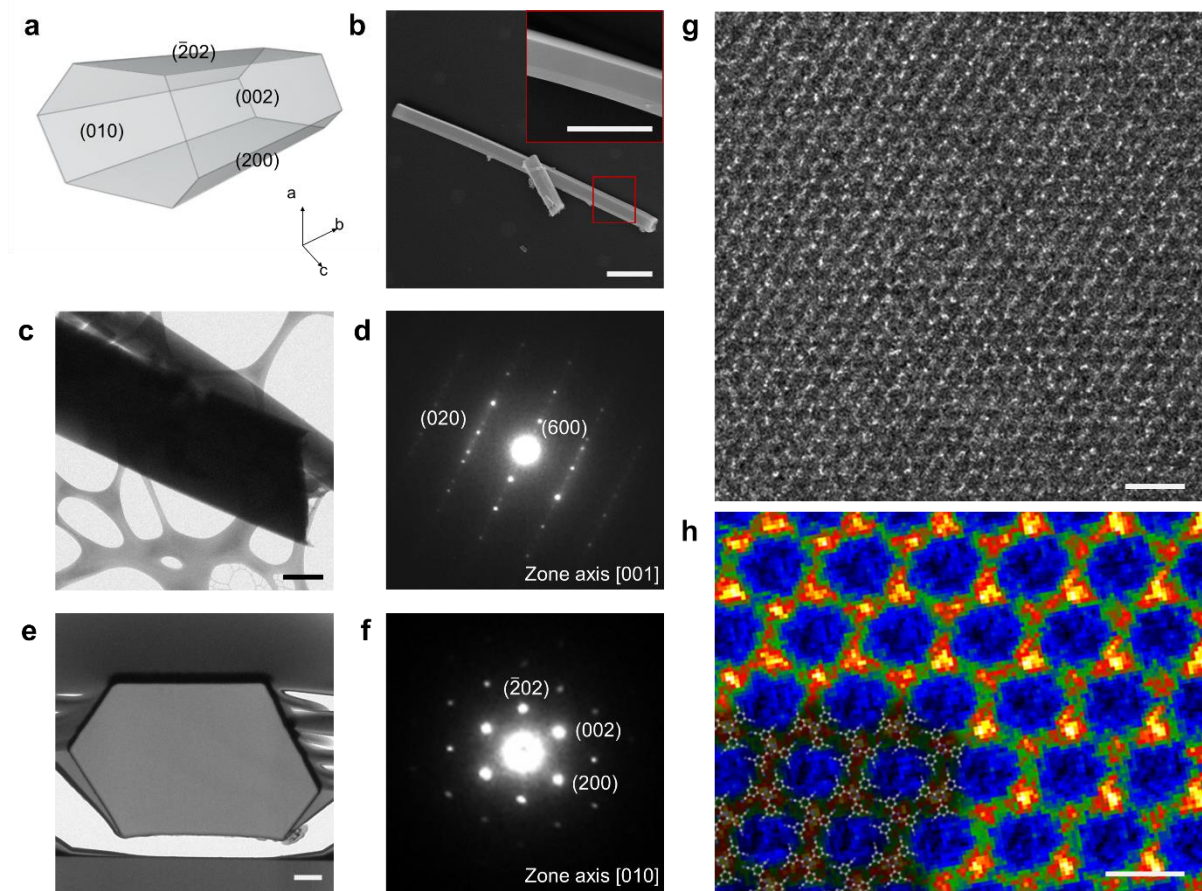 a
(2̅02)
(002)
(010)
(200)
a
b
c
b
g
c
d
(020)
(600)
Zone axis [001]
e
f
(2̅02)
(002)
(200)
Zone axis [010]
h